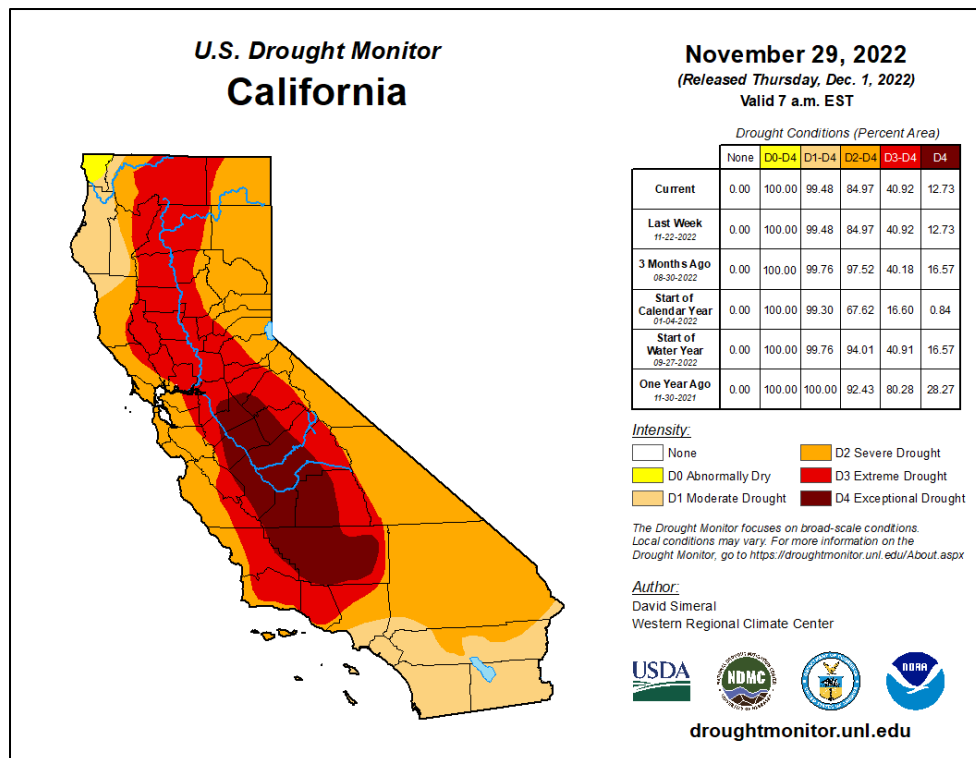 U.S. Drought Monitor
California
November 29, 2022
(Released Thursday, Dec. 1, 2022)
Valid 7 a.m. EST
Drought Conditions (Percent Area)
None D0-D4 D1-D4 D2-D4 D3-D4 D4
Current 0.00 100.00 99.48 84.97 40.92 12.73
Last Week
11-22-2022 0.00 100.00 99.48 84.97 40.92 12.73
3 Months Ago
08-30-2022 0.00 100.00 99.76 97.52 40.18 16.57
Start of
Calendar Year
01-04-2022 0.00 100.00 99.30 67.62 16.60 0.84
Start of
Water Year
09-27-2022 0.00 100.00 99.76 94.01 40.91 16.57
One Year Ago
11-30-2021 0.00 100.00 100.00 92.43 80.28 28.27
Intensity:
None
D0 Abnormally Dry
D1 Moderate Drought
D2 Severe Drought
D3 Extreme Drought
D4 Exceptional Drought
The Drought Monitor focuses on broad-scale conditions.
Local conditions may vary. For more information on the
Drought Monitor, go to https://droughtmonitor.unl.edu/About.aspx
Author:
David Simeral
Western Regional Climate Center
USDA
NDMC
NOAA
droughtmonitor.unl.edu